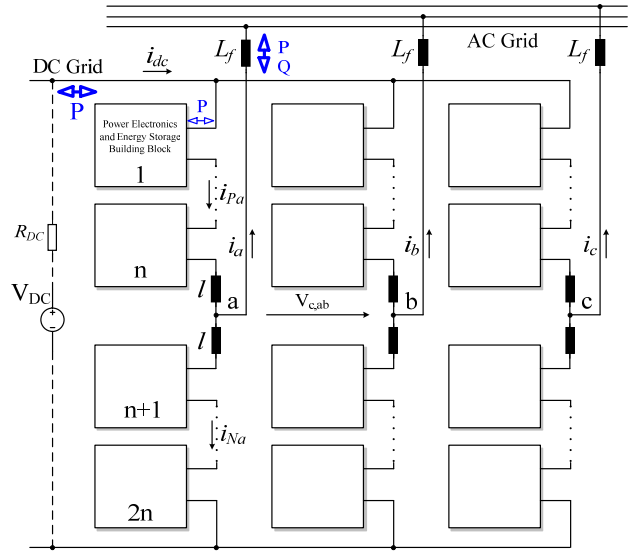 AC Grid
L_f
P
Q
L_f
L_f
DC Grid
i_dc
P
P
Power Electronics
and Energy Storage
Building Block
1
i_Pa
i_a
i_b
i_c
R_DC
n
V_DC
l
a
V_c,ab
b
c
l
n+1
i_Na
2n